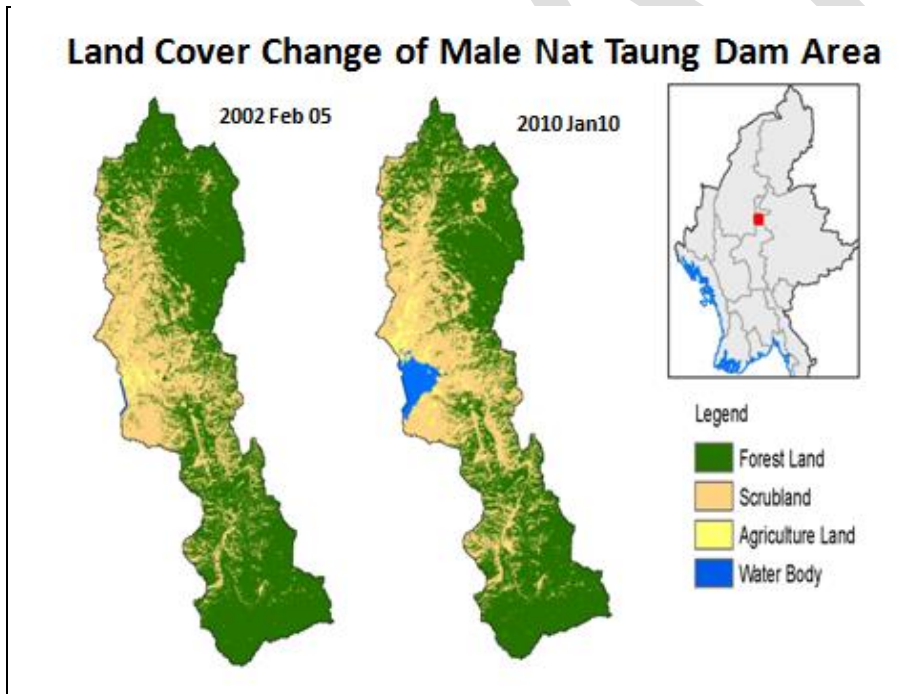 Land Cover Change of Male Nat Taung Dam Area
2002 Feb 05
2010 Jan10
Legend
Forest Land
Scrubland
Agriculture Land
Water Body